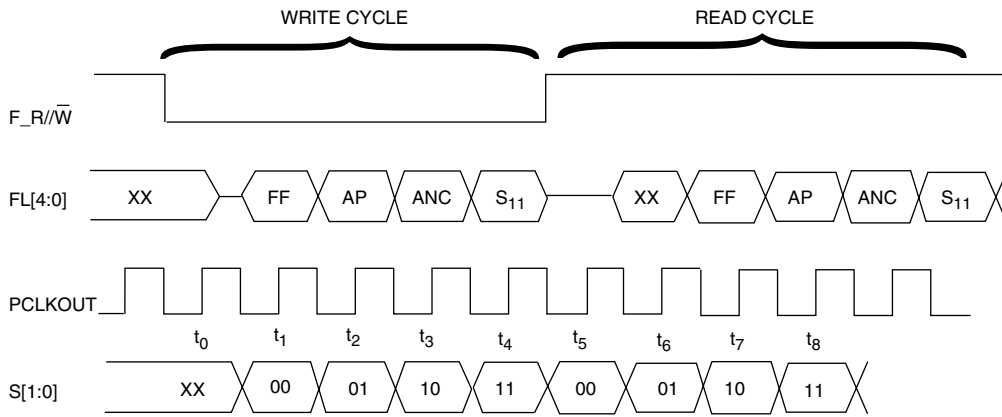 WRITE CYCLE READ CYCLE
F_R//W̅
FL[4:0] XX FF AP ANC S₁₁ XX FF AP ANC S₁₁
PCLKOUT
t₀ t₁ t₂ t₃ t₄ t₅ t₆ t₇ t₈
S[1:0] XX 00 01 10 11 00 01 10 11